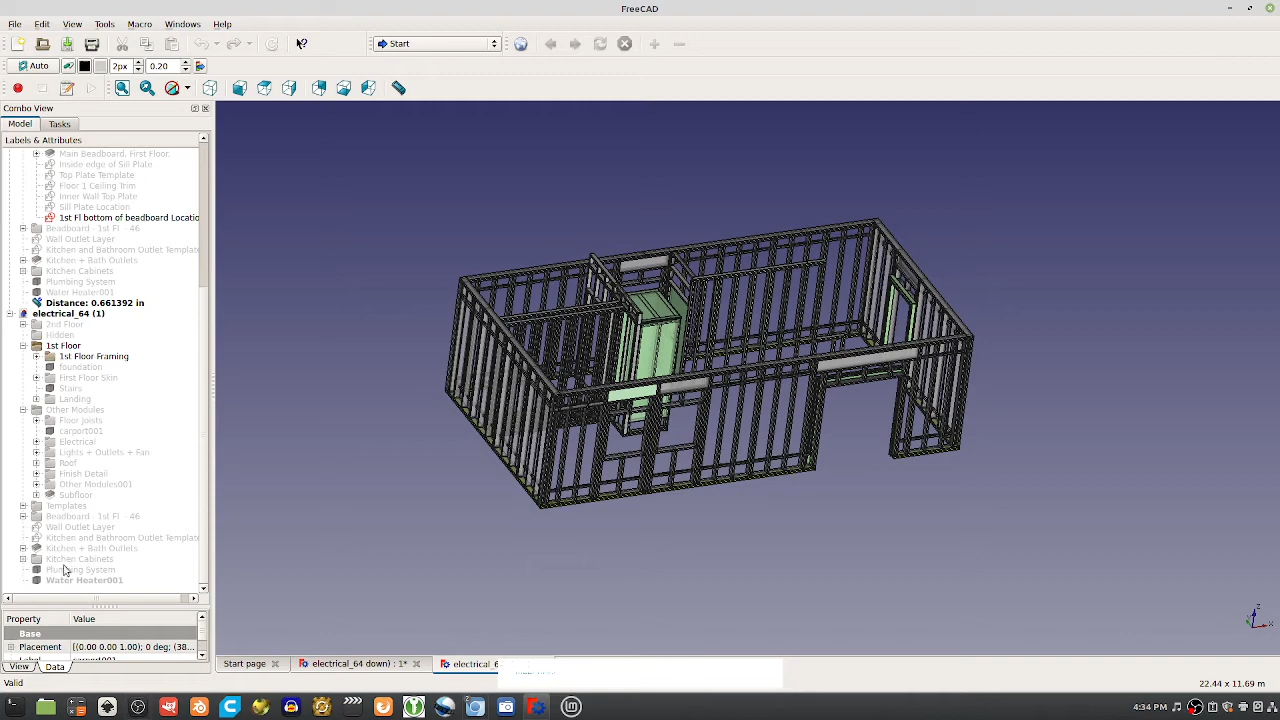 FreeCAD
File Edit View Tools Macro Windows Help
Start
Auto 2px 0.20
Combo View
Model Tasks
Labels & Attributes
Main Beadboard, First Floor.
Inside edge of Sill Plate
Top Plate Template
Floor 1 Ceiling Trim
Inner Wall Top Plate
Sill Plate Location
1st Fl bottom of beadboard Locatio
Beadboard - 1st Fl - 46
Wall Outlet Layer
Kitchen and Bathroom Outlet Template
Kitchen + Bath Outlets
Kitchen Cabinets
Plumbing System
Water Heater001
Distance: 0.661392 in
electrical_64 (1)
2nd Floor
Hidden
1st Floor
1st Floor Framing
foundation
First Floor Skin
Stairs
Landing
Other Modules
Floor Joists
carport001
Electrical
Lights + Outlets + Fan
Roof
Finish Detail
Other Modules001
Subfloor
Templates
Beadboard - 1st Fl - 46
Wall Outlet Layer
Kitchen and Bathroom Outlet Template
Kitchen + Bath Outlets
Kitchen Cabinets
Plumbing System
Water Heater001
Property Value
Base
Placement [(0.00 0.00 1.00); 0 deg; (38...
View Data
Start page electrical_64 down) : 1* electrical_6
Valid
22.44 x 11.69 m
4:34 PM